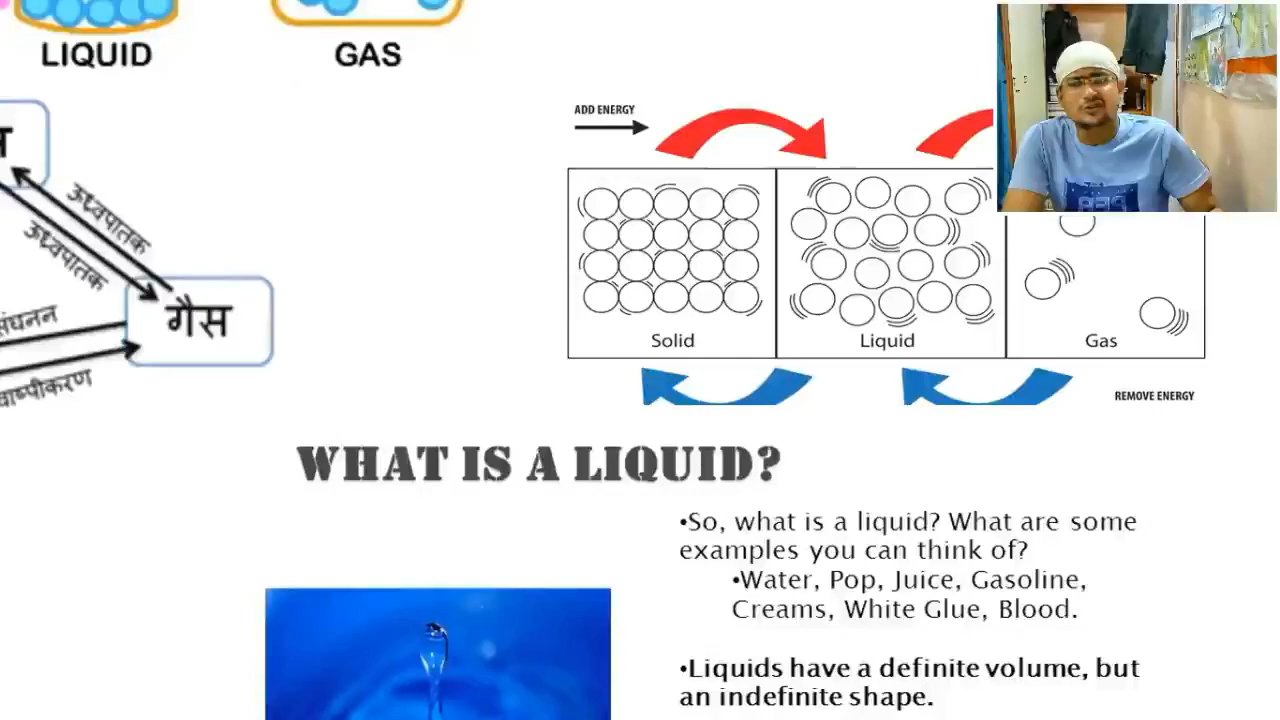 LIQUID
GAS
ADD ENERGY
ऊर्ध्वपातक
ऊर्ध्वपातक
गैस
संघनन
वाष्पीकरण
Solid
Liquid
Gas
REMOVE ENERGY
WHAT IS A LIQUID?
•So, what is a liquid? What are some
examples you can think of?
•Water, Pop, Juice, Gasoline,
Creams, White Glue, Blood.
•Liquids have a definite volume, but
an indefinite shape.